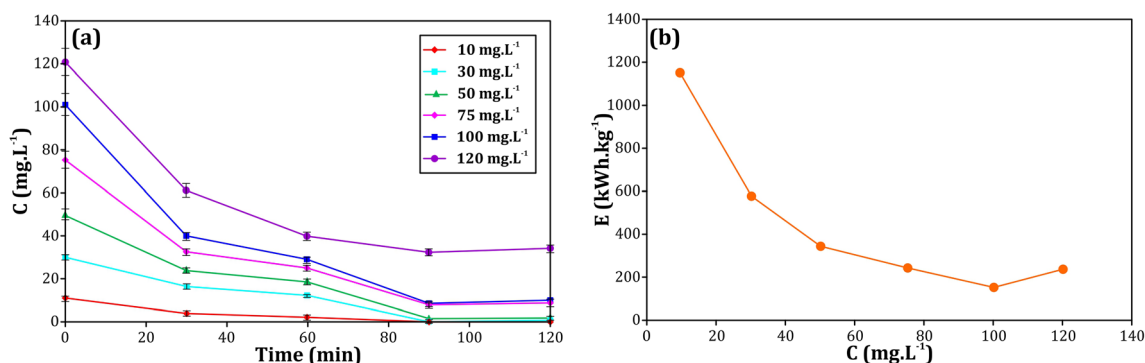 (a)
C (mg.L⁻¹)
140
120
100
80
60
40
20
0
0 20 40 60 80 100 120
Time (min)
10 mg.L⁻¹
30 mg.L⁻¹
50 mg.L⁻¹
75 mg.L⁻¹
100 mg.L⁻¹
120 mg.L⁻¹
(b)
E (kWh.kg⁻¹)
1400
1200
1000
800
600
400
200
0
0 20 40 60 80 100 120 140
C (mg.L⁻¹)